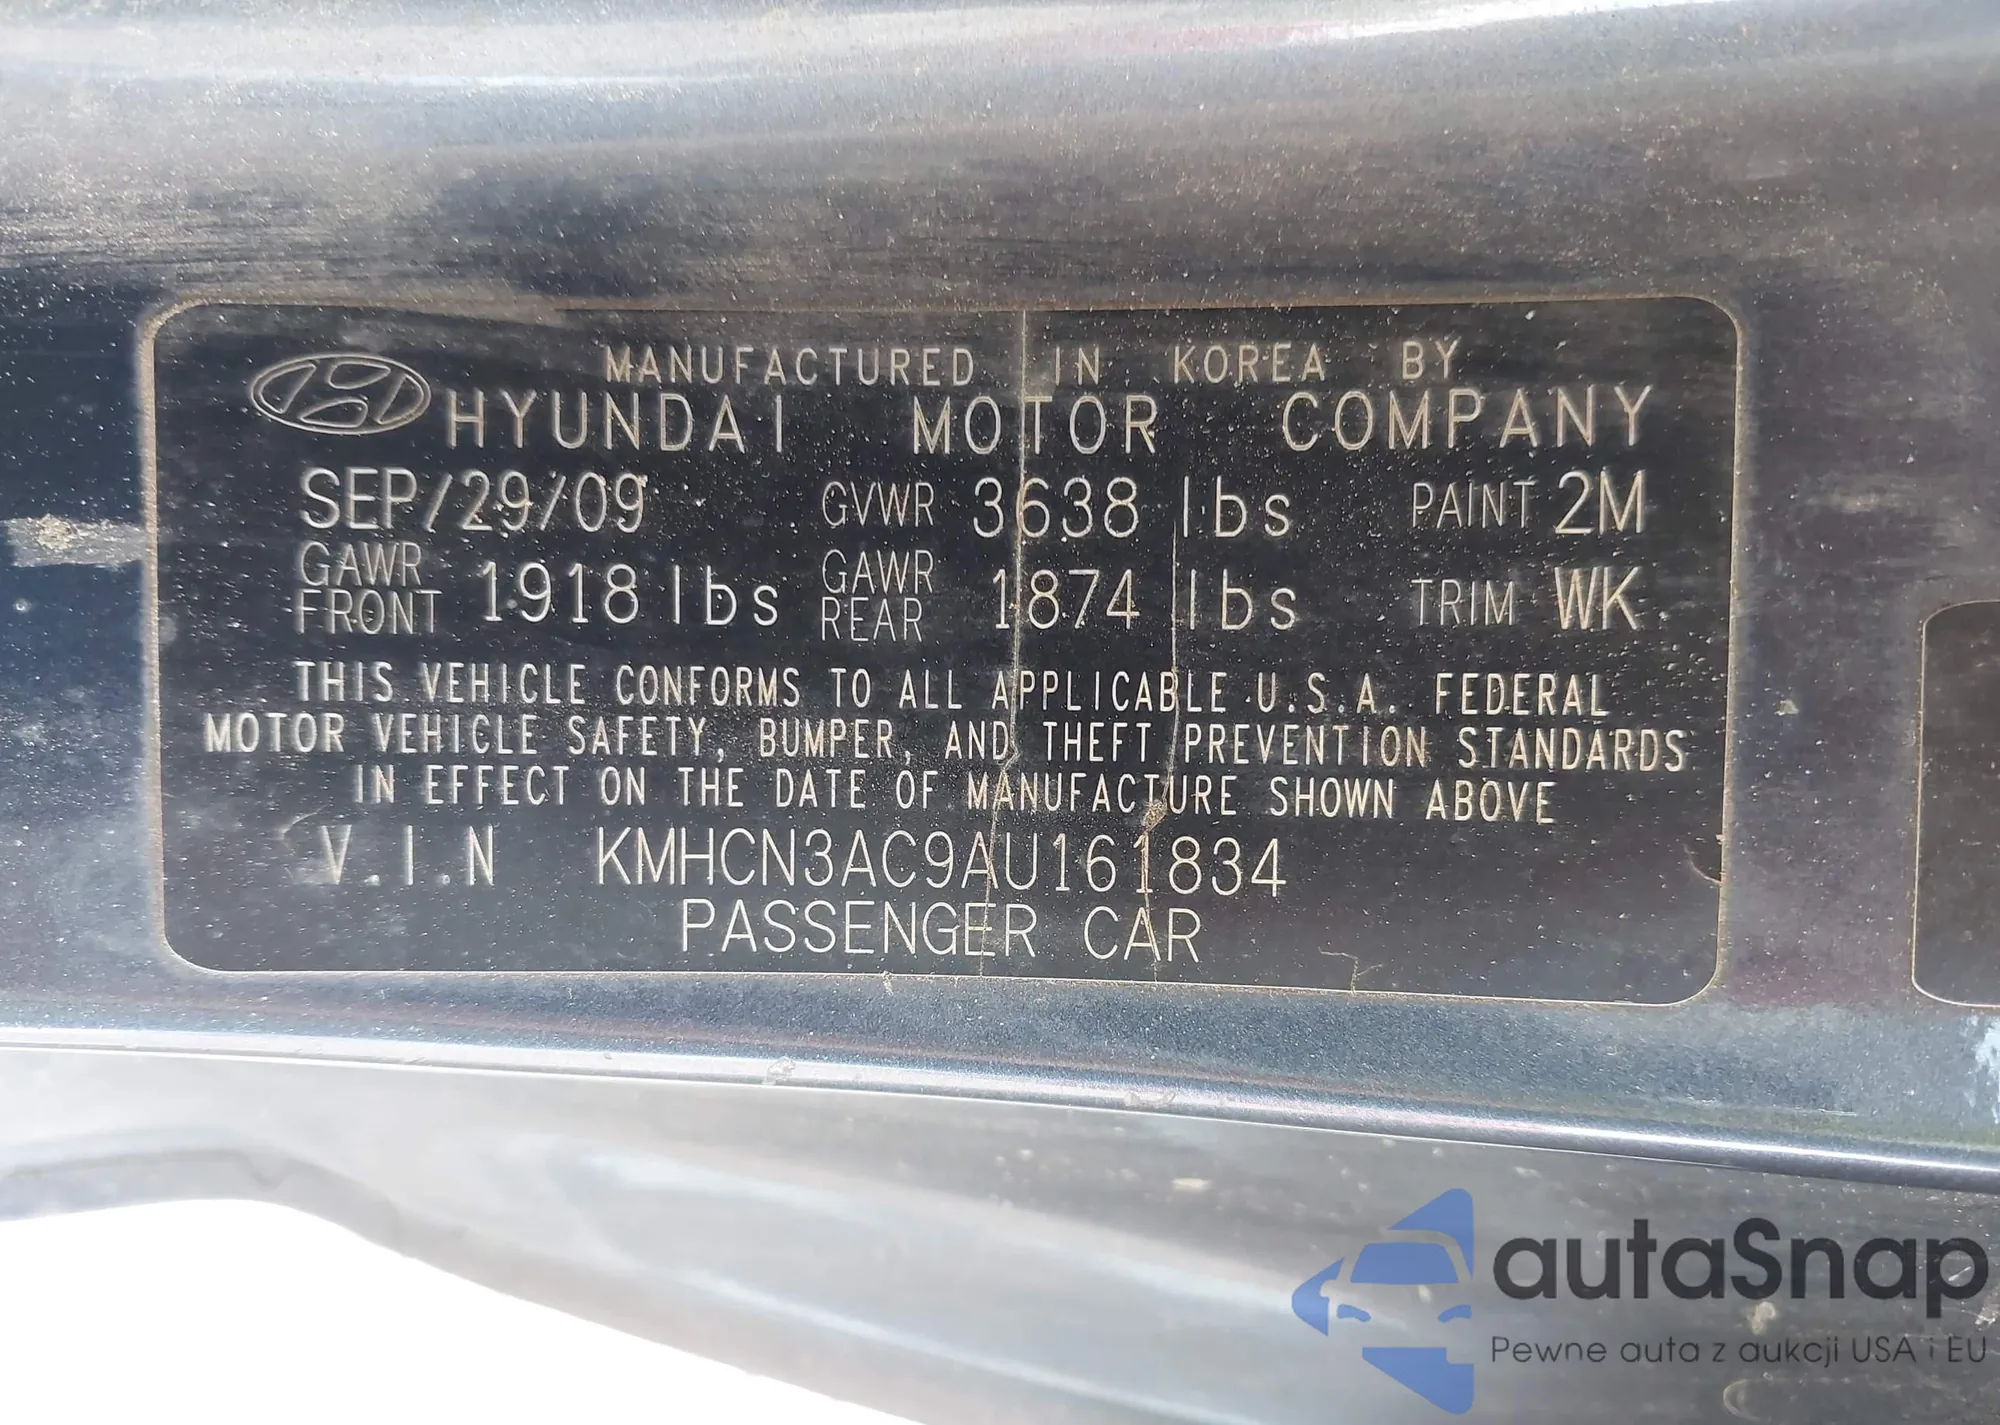 MANUFACTURED IN KOREA BY
HYUNDAI MOTOR COMPANY
SEP/29/09 GVWR 3638 lbs PAINT 2M
GAWR FRONT 1918 lbs GAWR REAR 1874 lbs TRIM WK
THIS VEHICLE CONFORMS TO ALL APPLICABLE U.S.A. FEDERAL
MOTOR VEHICLE SAFETY, BUMPER, AND THEFT PREVENTION STANDARDS
IN EFFECT ON THE DATE OF MANUFACTURE SHOWN ABOVE
V.I.N KMHCN3AC9AU161834
PASSENGER CAR
autaSnap
Pewne auta z aukcji USA i EU